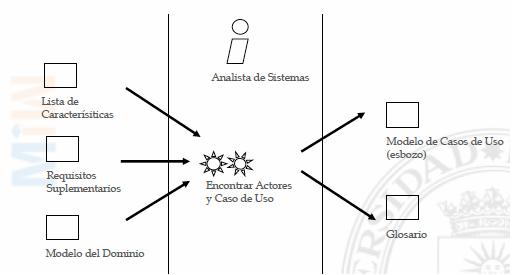 Analista de Sistemas
Lista de
Caracterísiticas
Requisitos
Suplementarios
Modelo del Dominio
Encontrar Actores
y Caso de Uso
Modelo de Casos de Uso
(esbozo)
Glosario